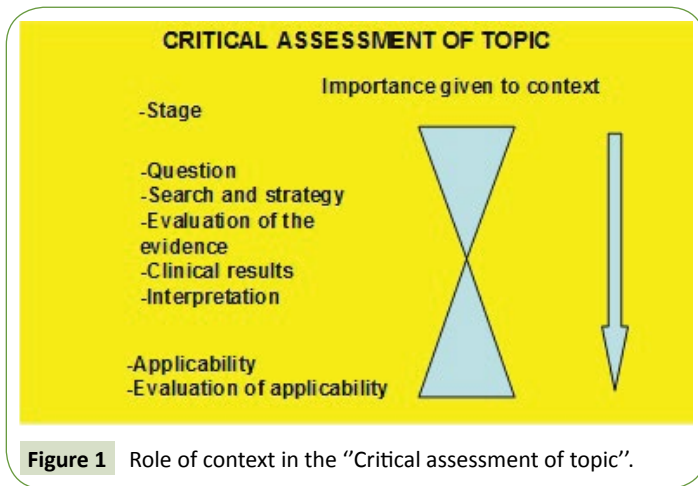 CRITICAL ASSESSMENT OF TOPIC
Importance given to context
-Stage
-Question
-Search and strategy
-Evaluation of the
evidence
-Clinical results
-Interpretation
-Applicability
-Evaluation of applicability
Figure 1 Role of context in the ‘‘Critical assessment of topic’’.